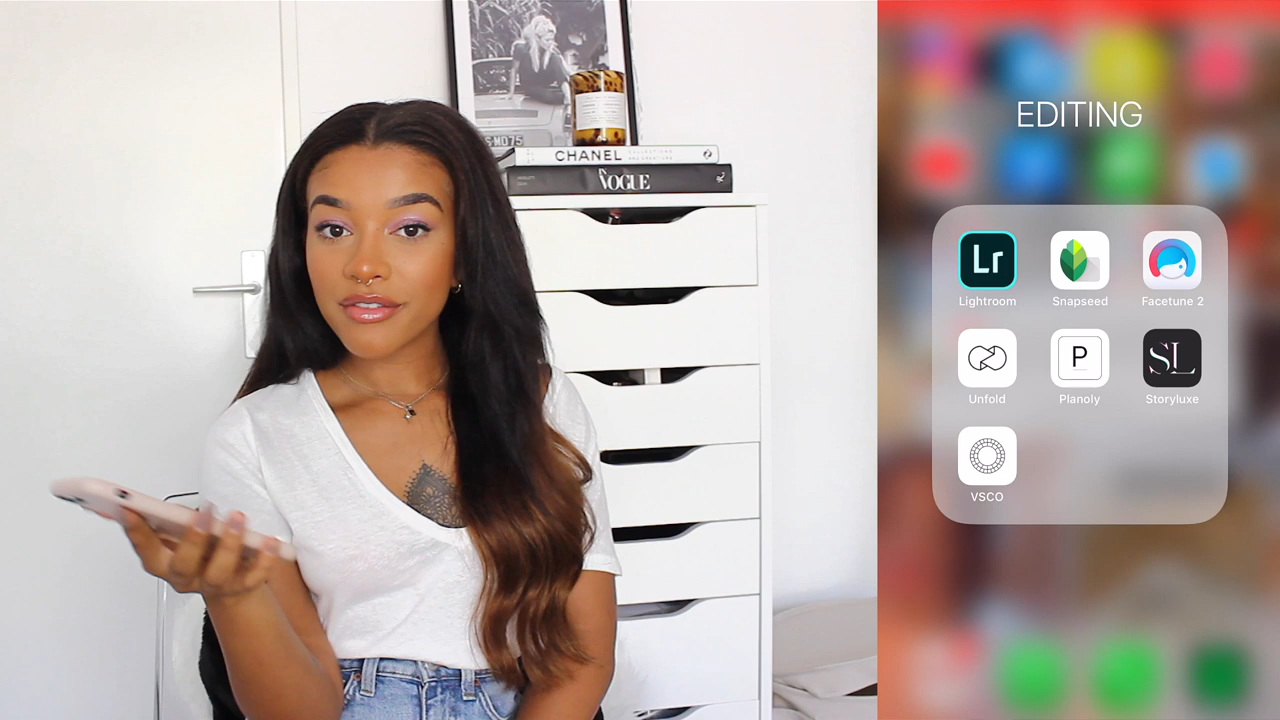 CHANEL
VOGUE
EDITING
Lr
Lightroom
Snapseed
Facetune 2
Unfold
P
Planoly
SL
Storyluxe
VSCO